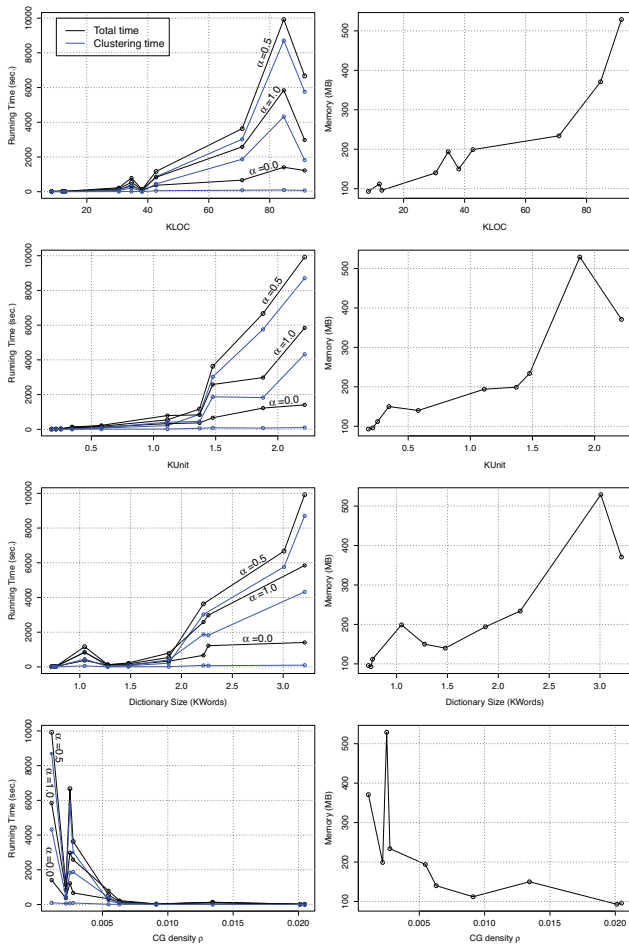 Running Time (sec.)
0 2000 4000 6000 8000 10000
Total time
Clustering time
α=0.5
α=1.0
α=0.0
20 40 60 80
KLOC
Memory (MB)
100 200 300 400 500
20 40 60 80
KLOC
Running Time (sec.)
0 2000 4000 6000 8000 10000
α=0.5
α=1.0
α=0.0
0.5 1.0 1.5 2.0
KUnit
Memory (MB)
100 200 300 400 500
0.5 1.0 1.5 2.0
KUnit
Running Time (sec.)
0 2000 4000 6000 8000 10000
α=0.5
α=1.0
α=0.0
1.0 1.5 2.0 2.5 3.0
Dictionary Size (KWords)
Memory (MB)
100 200 300 400 500
1.0 1.5 2.0 2.5 3.0
Dictionary Size (KWords)
Running Time (sec.)
0 2000 4000 6000 8000 10000
α=0.5
α=1.0
α=0.0
0.005 0.010 0.015 0.020
CG density ρ
Memory (MB)
100 200 300 400 500
0.005 0.010 0.015 0.020
CG density ρ